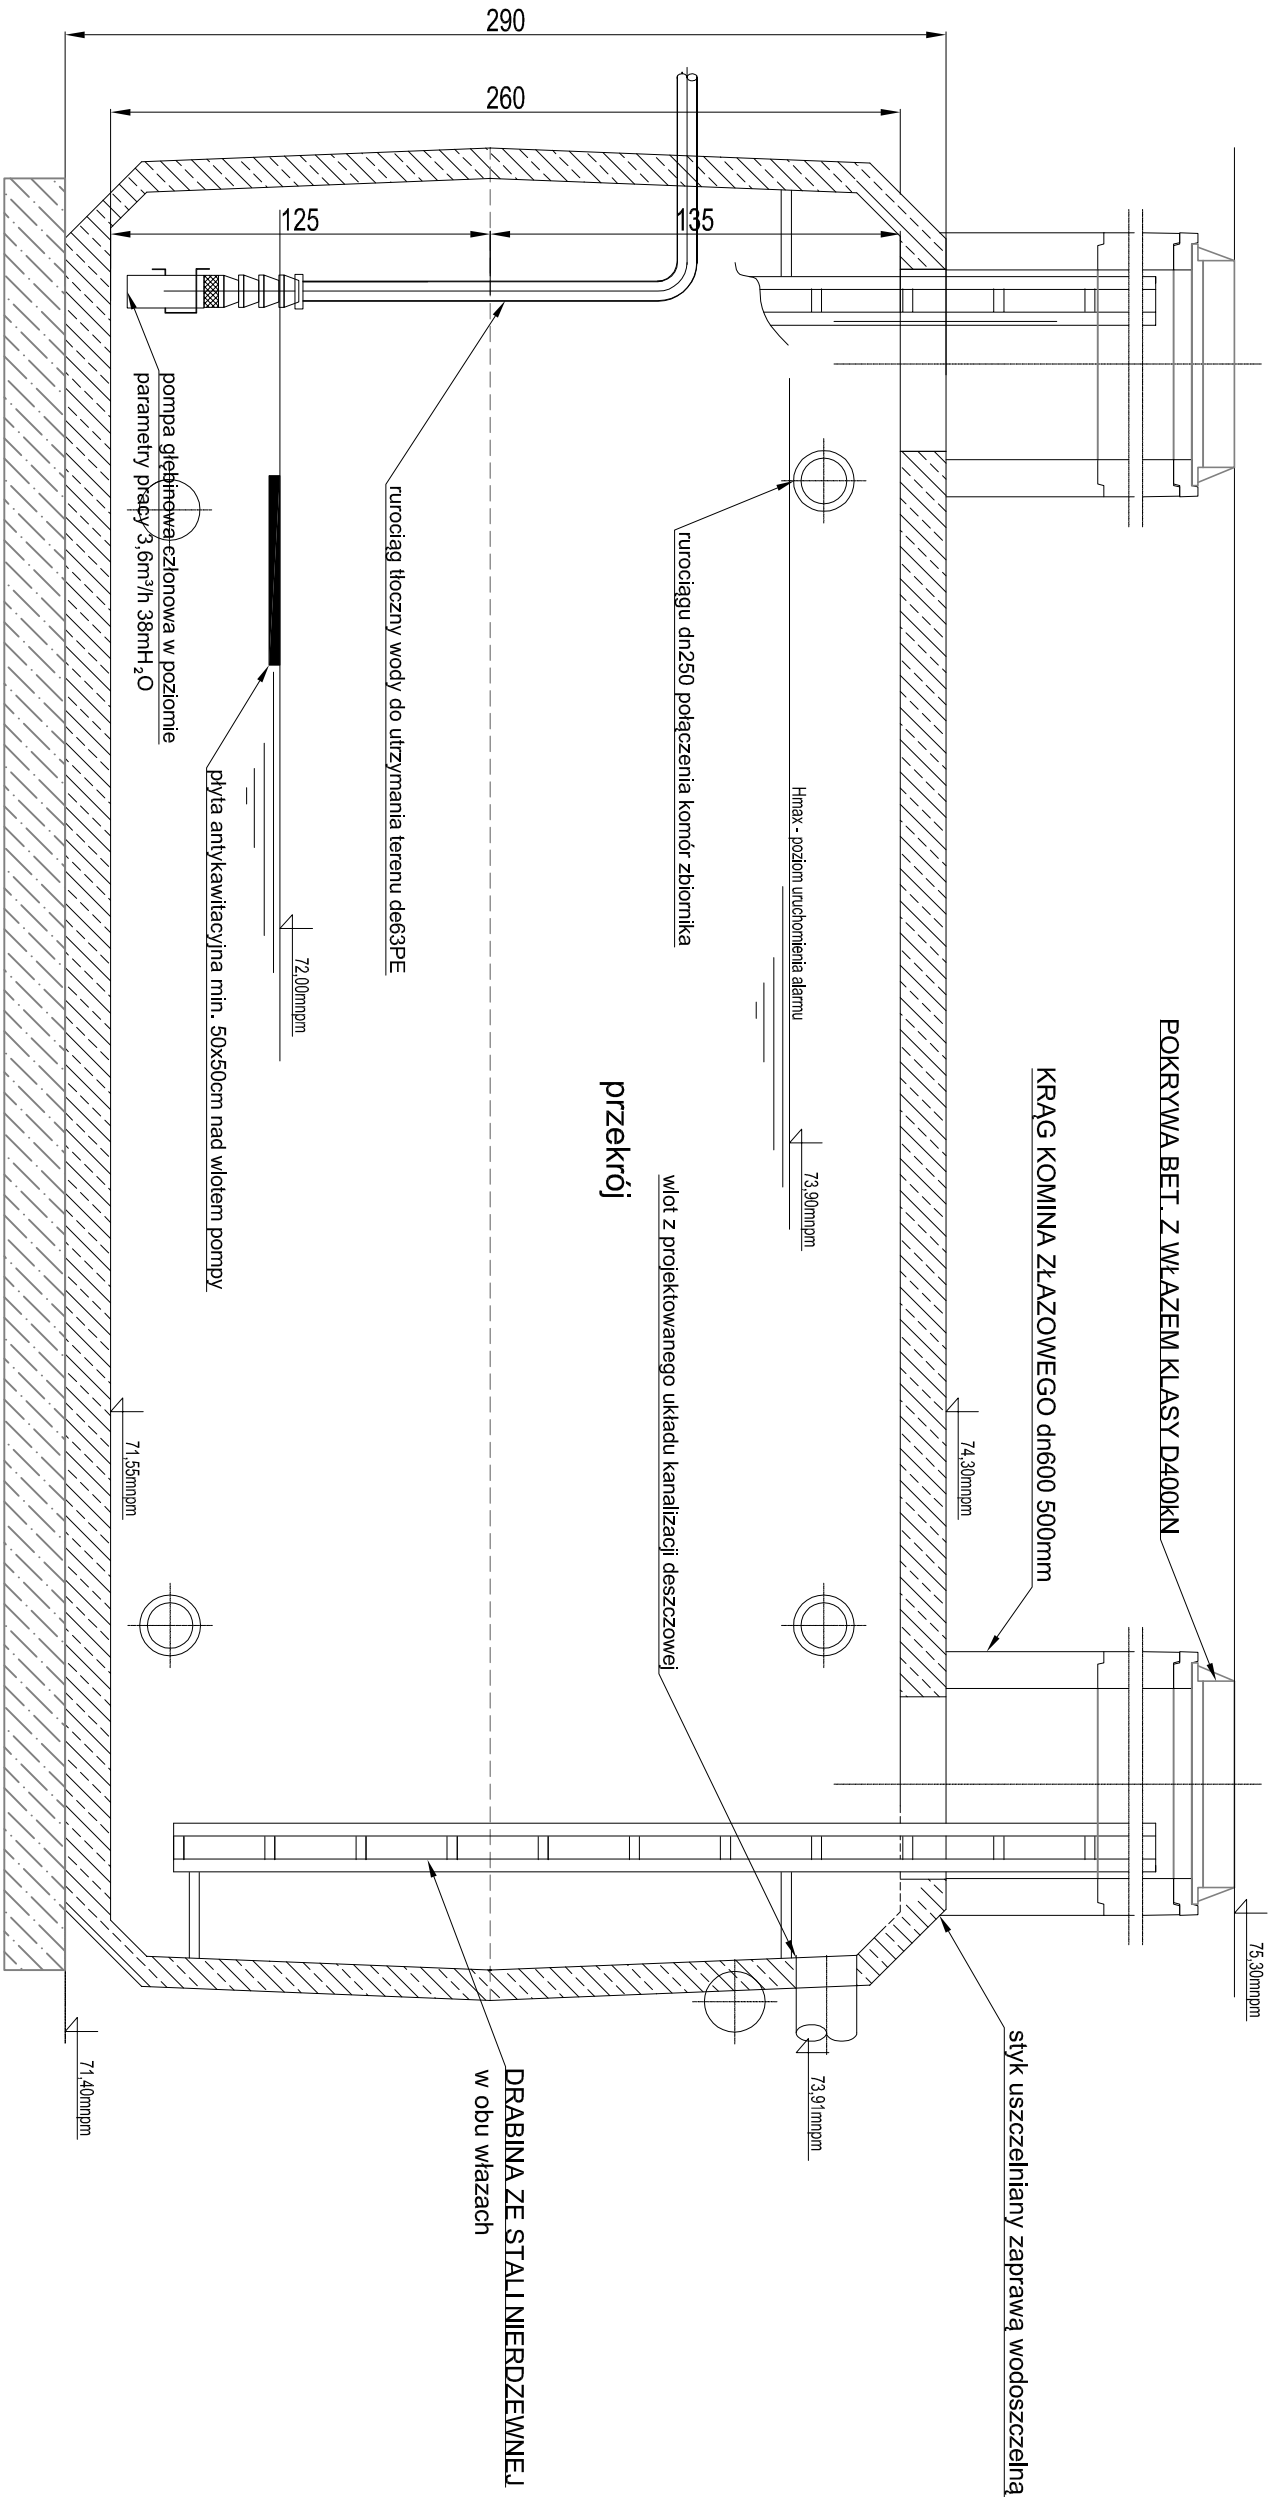 290
260
125
135
75,30mnpm
POKRYWA BET. Z WŁAZEM KLASY D400kN
KRĄG KOMINA ZŁAZOWEGO dn600 500mm
styk uszczelniany zaprawą wodoszczelną
74,30mnpm
Hmax - poziom uruchomienia alarmu
73,90mnpm
73,91mnpm
rurociągu dn250 połączenia komór zbiornika
wlot z projektowanego układu kanalizacji deszczowej
przekrój
DRABINA ZE STALI NIERDZEWNEJ
w obu włazach
rurociąg tłoczny wody do utrzymania terenu de63PE
72,00mnpm
płyta antykawitacyjna min. 50x50cm nad wlotem pompy
pompa głębinowa członowa w poziomie
parametry pracy 3,6m³/h 38mH₂O
71,55mnpm
71,40mnpm